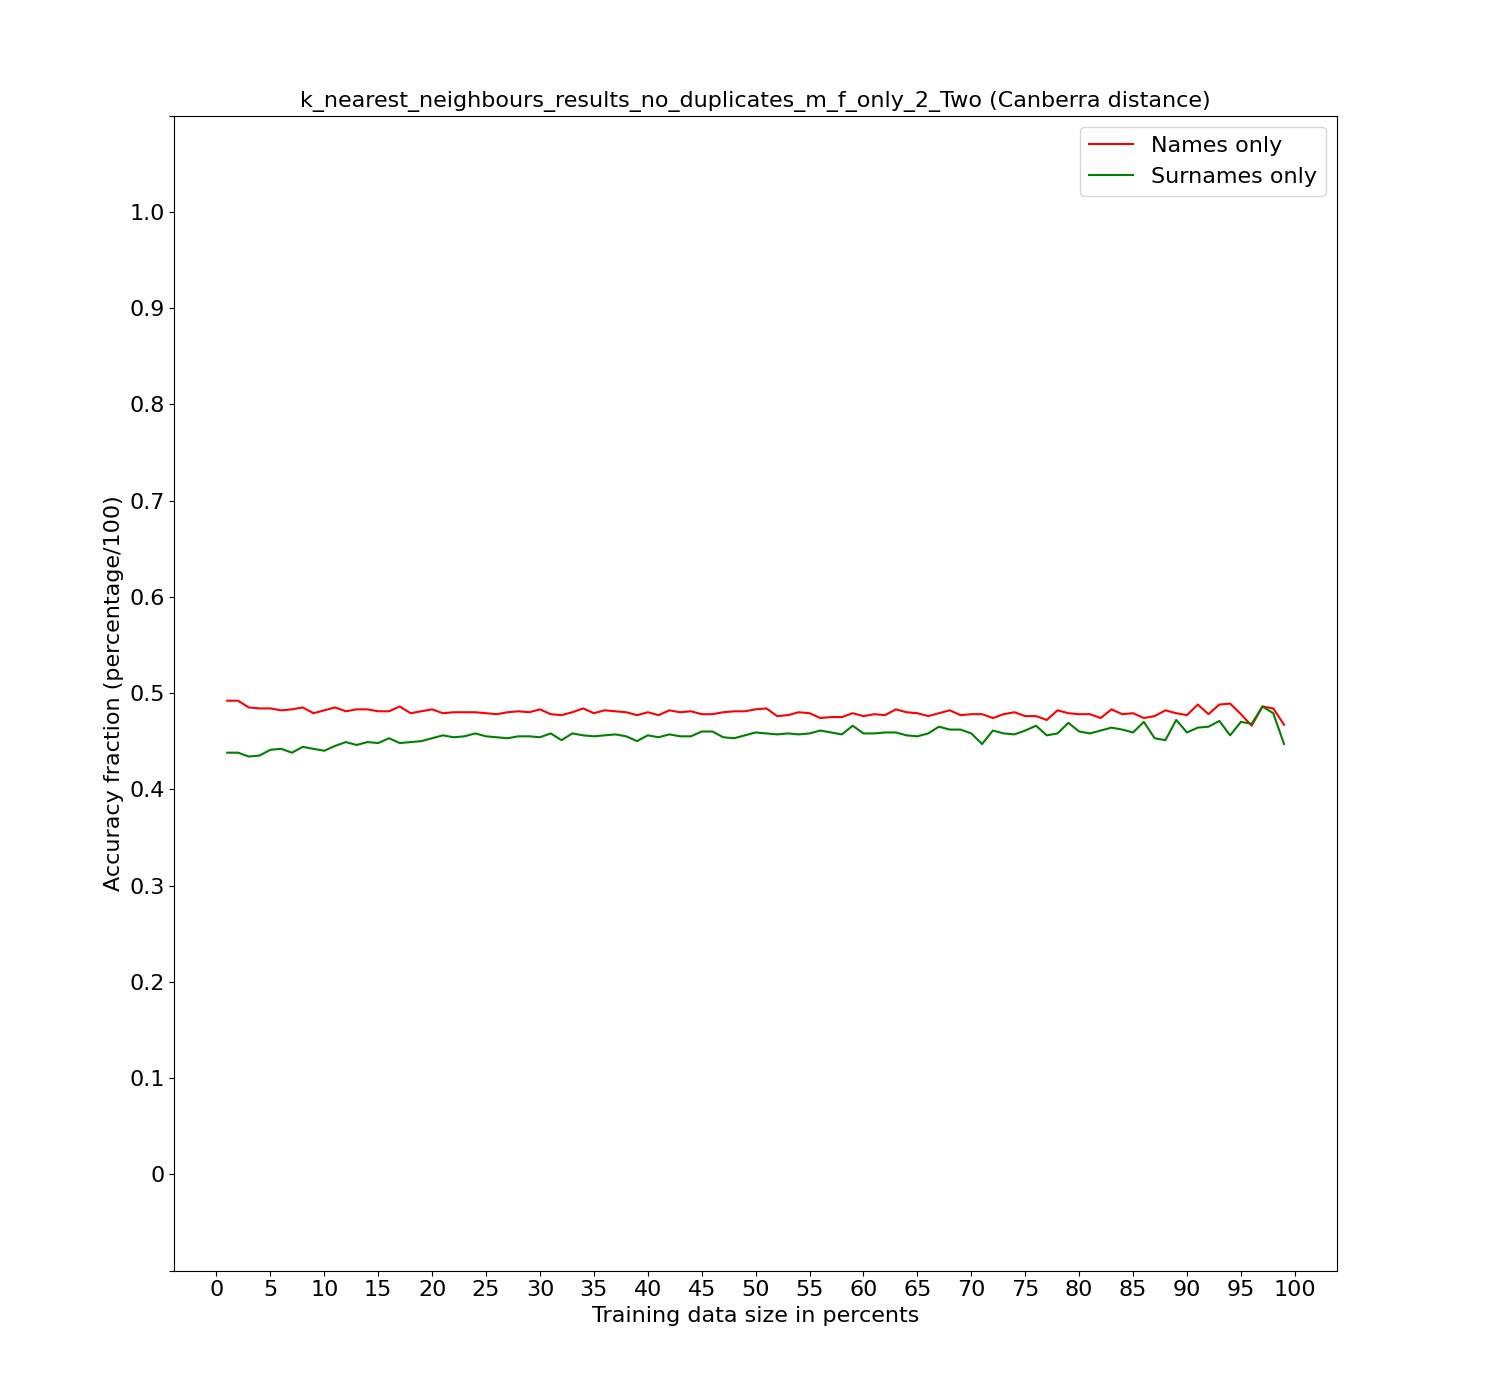 k_nearest_neighbours_results_no_duplicates_m_f_only_2_Two (Canberra distance)
Names only
Surnames only
1.0
0.9
0.8
0.7
0.6
0.5
0.4
0.3
0.2
0.1
0
Accuracy fraction (percentage/100)
0 5 10 15 20 25 30 35 40 45 50 55 60 65 70 75 80 85 90 95 100
Training data size in percents